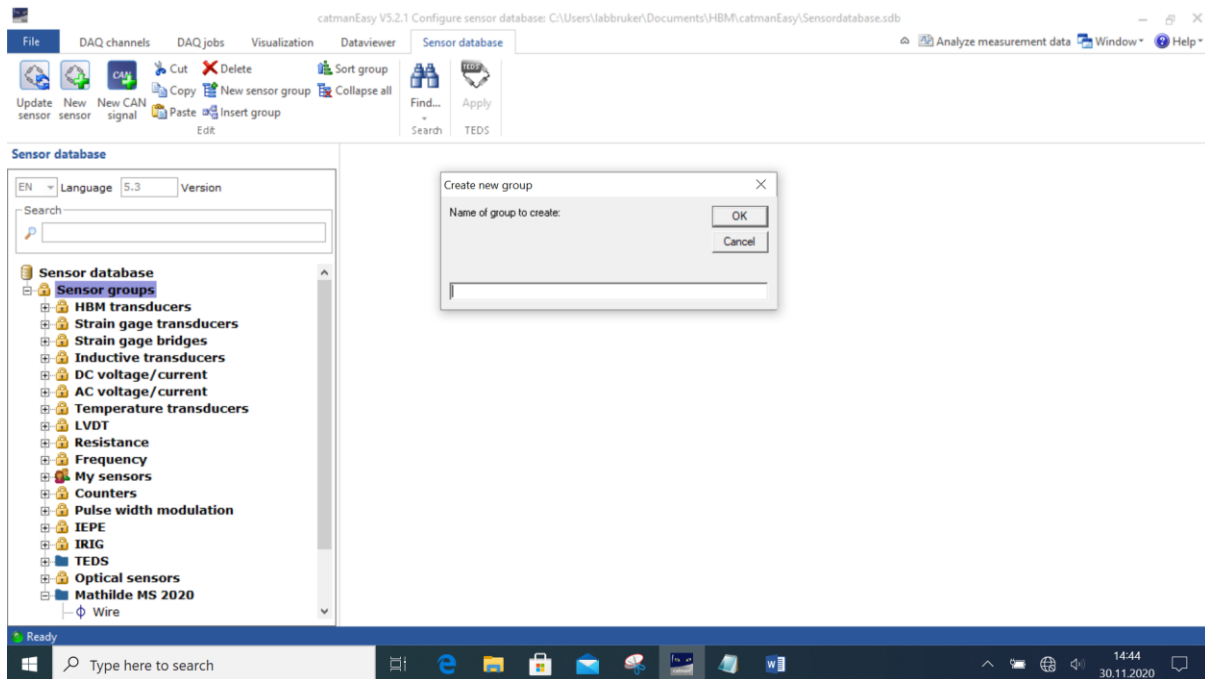 catmanEasy V5.2.1 Configure sensor database: C:\Users\labbruker\Documents\HBM\catmanEasy\Sensordatabase.sdb
File DAQ channels DAQ jobs Visualization Dataviewer Sensor database Analyze measurement data Window Help
Update sensor
New sensor
New CAN signal
Cut Delete
Copy New sensor group
Paste Insert group
Sort group
Collapse all
Edit
Find...
Search
TEDS
Apply
TEDS
Sensor database
EN Language 5.3 Version
Search
Sensor database
Sensor groups
HBM transducers
Strain gage transducers
Strain gage bridges
Inductive transducers
DC voltage/current
AC voltage/current
Temperature transducers
LVDT
Resistance
Frequency
My sensors
Counters
Pulse width modulation
IEPE
IRIG
TEDS
Optical sensors
Mathilde MS 2020
Wire
Create new group
Name of group to create:
OK
Cancel
Ready
Type here to search
14:44
30.11.2020